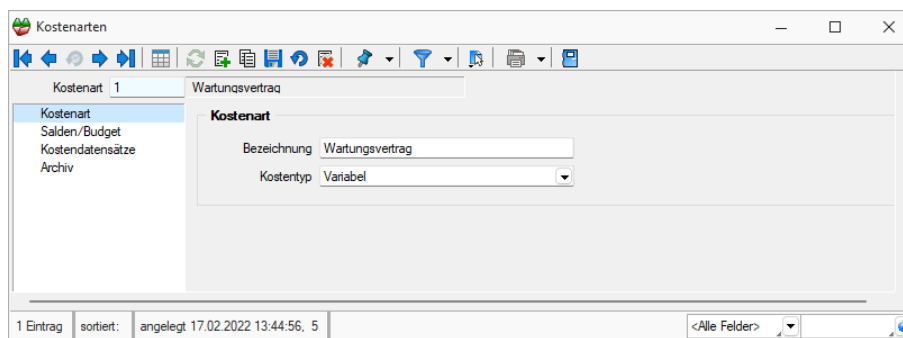 Kostenarten
Kostenart 1 Wartungsvertrag
Kostenart
Salden/Budget
Kostendatensätze
Archiv
Kostenart
Bezeichnung Wartungsvertrag
Kostentyp Variabel
1 Eintrag sortiert: angelegt 17.02.2022 13:44:56, 5 <Alle Felder>